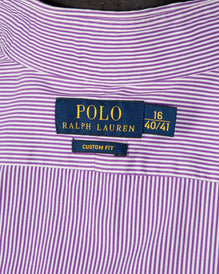 POLO
RALPH LAUREN
16
40/41
CUSTOM FIT